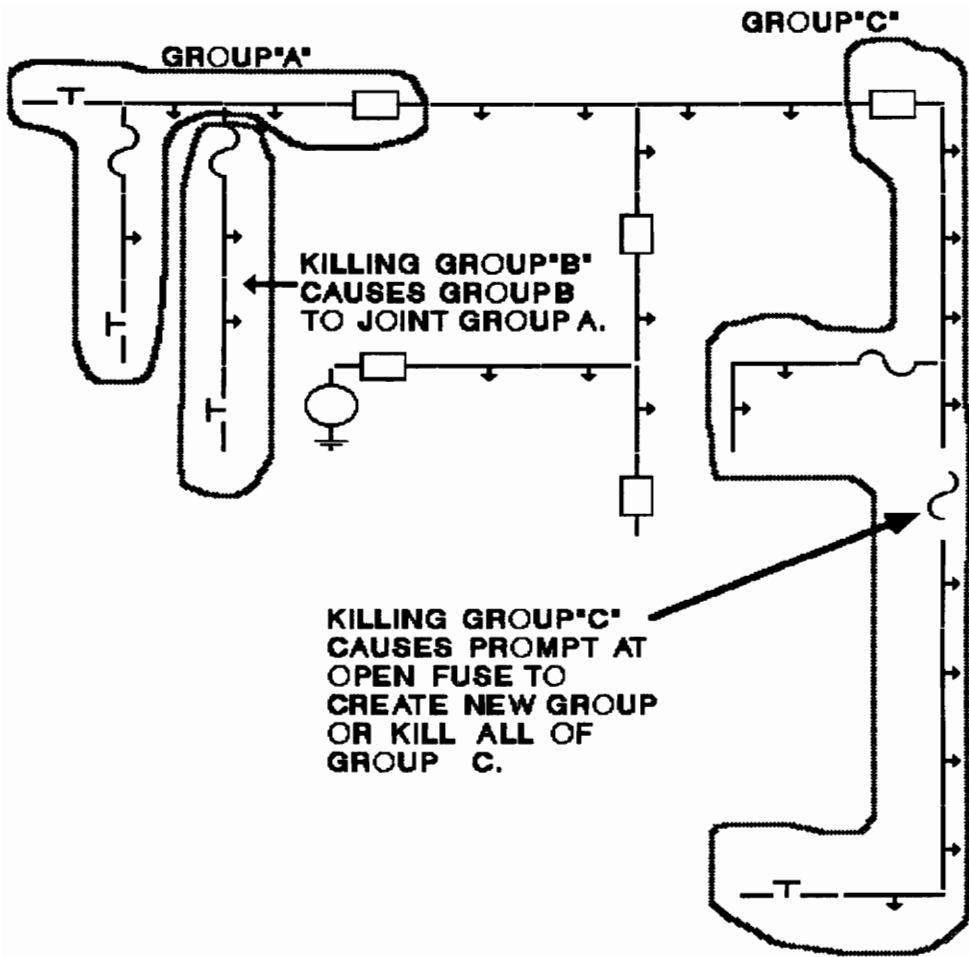 GROUP"C"
GROUP"A"
KILLING GROUP"B"
CAUSES GROUP B
TO JOINT GROUP A.
KILLING GROUP"C"
CAUSES PROMPT AT
OPEN FUSE TO
CREATE NEW GROUP
OR KILL ALL OF
GROUP C.